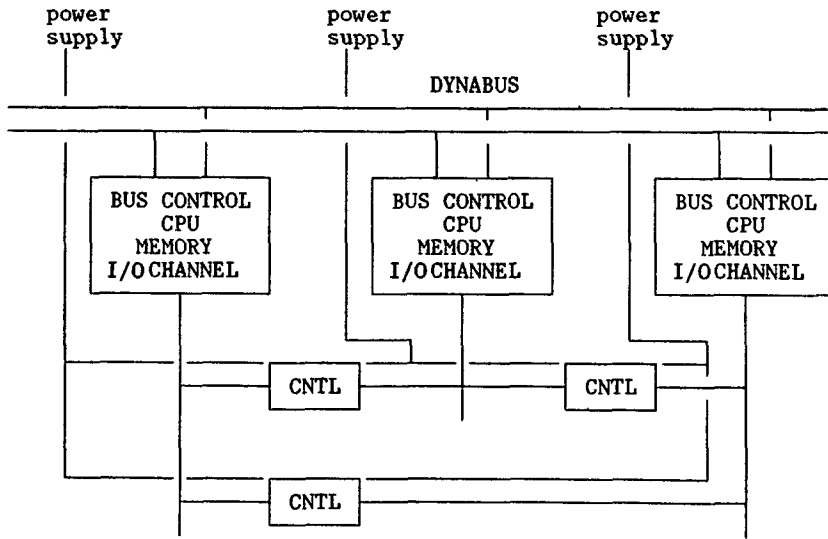 power
supply
power
supply
power
supply
DYNABUS
BUS CONTROL
CPU
MEMORY
I/O CHANNEL
BUS CONTROL
CPU
MEMORY
I/O CHANNEL
BUS CONTROL
CPU
MEMORY
I/O CHANNEL
CNTL
CNTL
CNTL